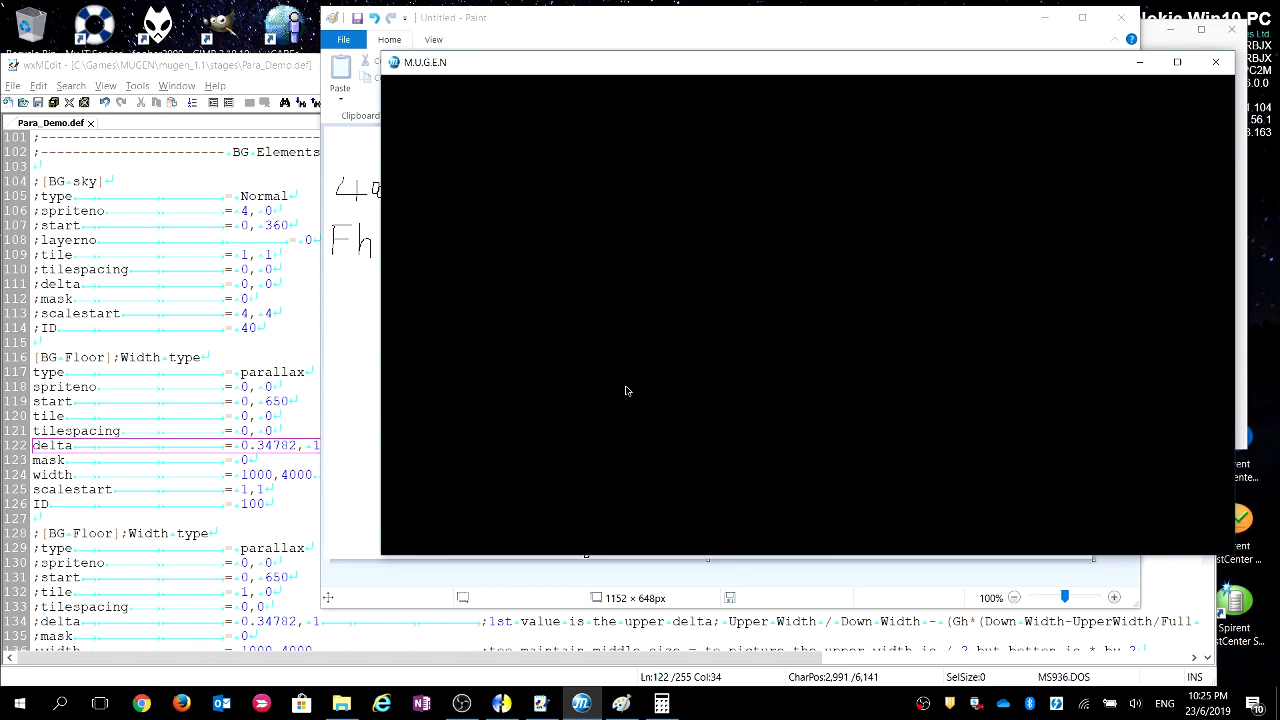 Untitled - Paint
Nokia Win10 PC
File Home View
Paste
Clipboard
wxMEdit - [C:\Games\MUGEN\mugen_1.1\stages\Para_Demo.def]
File Edit Search View Tools Window Help
Para_Demo.def
M.U.G.E.N
101 ;
102 ; BG Elements
103
104 ;[BG sky]
105 ;type = Normal
106 ;spriteno = 4, 0
107 ;start = 0, 360
108 ;layerno = 0
109 ;tile = 1, 1
110 ;tilespacing = 0, 0
111 ;delta = 0, 0
112 ;mask = 0
113 ;scalestart = 4, 4
114 ;ID = 40
115
116 [BG Floor];Width type
117 type = parallax
118 spriteno = 0, 0
119 start = 0, 650
120 tile = 0, 0
121 tilespacing = 0, 0
122 delta = 0.34782, 1
123 mask = 0
124 width = 1000,4000
125 scalestart = 1,1
126 ID = 100
127
128 ;[BG Floor];Width type
129 ;type = parallax
130 ;spriteno = 0, 0
131 ;start = 0, 650
132 ;tile = 1, 0
133 ;tilespacing = 0,0
134 ;delta = 0.34782, 1 ;1st value is the upper delta; Upper Width / Down Width - (Gh*(Down Width-UpperWidth/Full
135 ;mask = 0
Fh
1152 × 648px
100%
Ln:122 /255 Col:34 CharPos:2,991 /6,141 SelSize:0 MS936.DOS INS
ENG
10:25 PM
23/6/2019